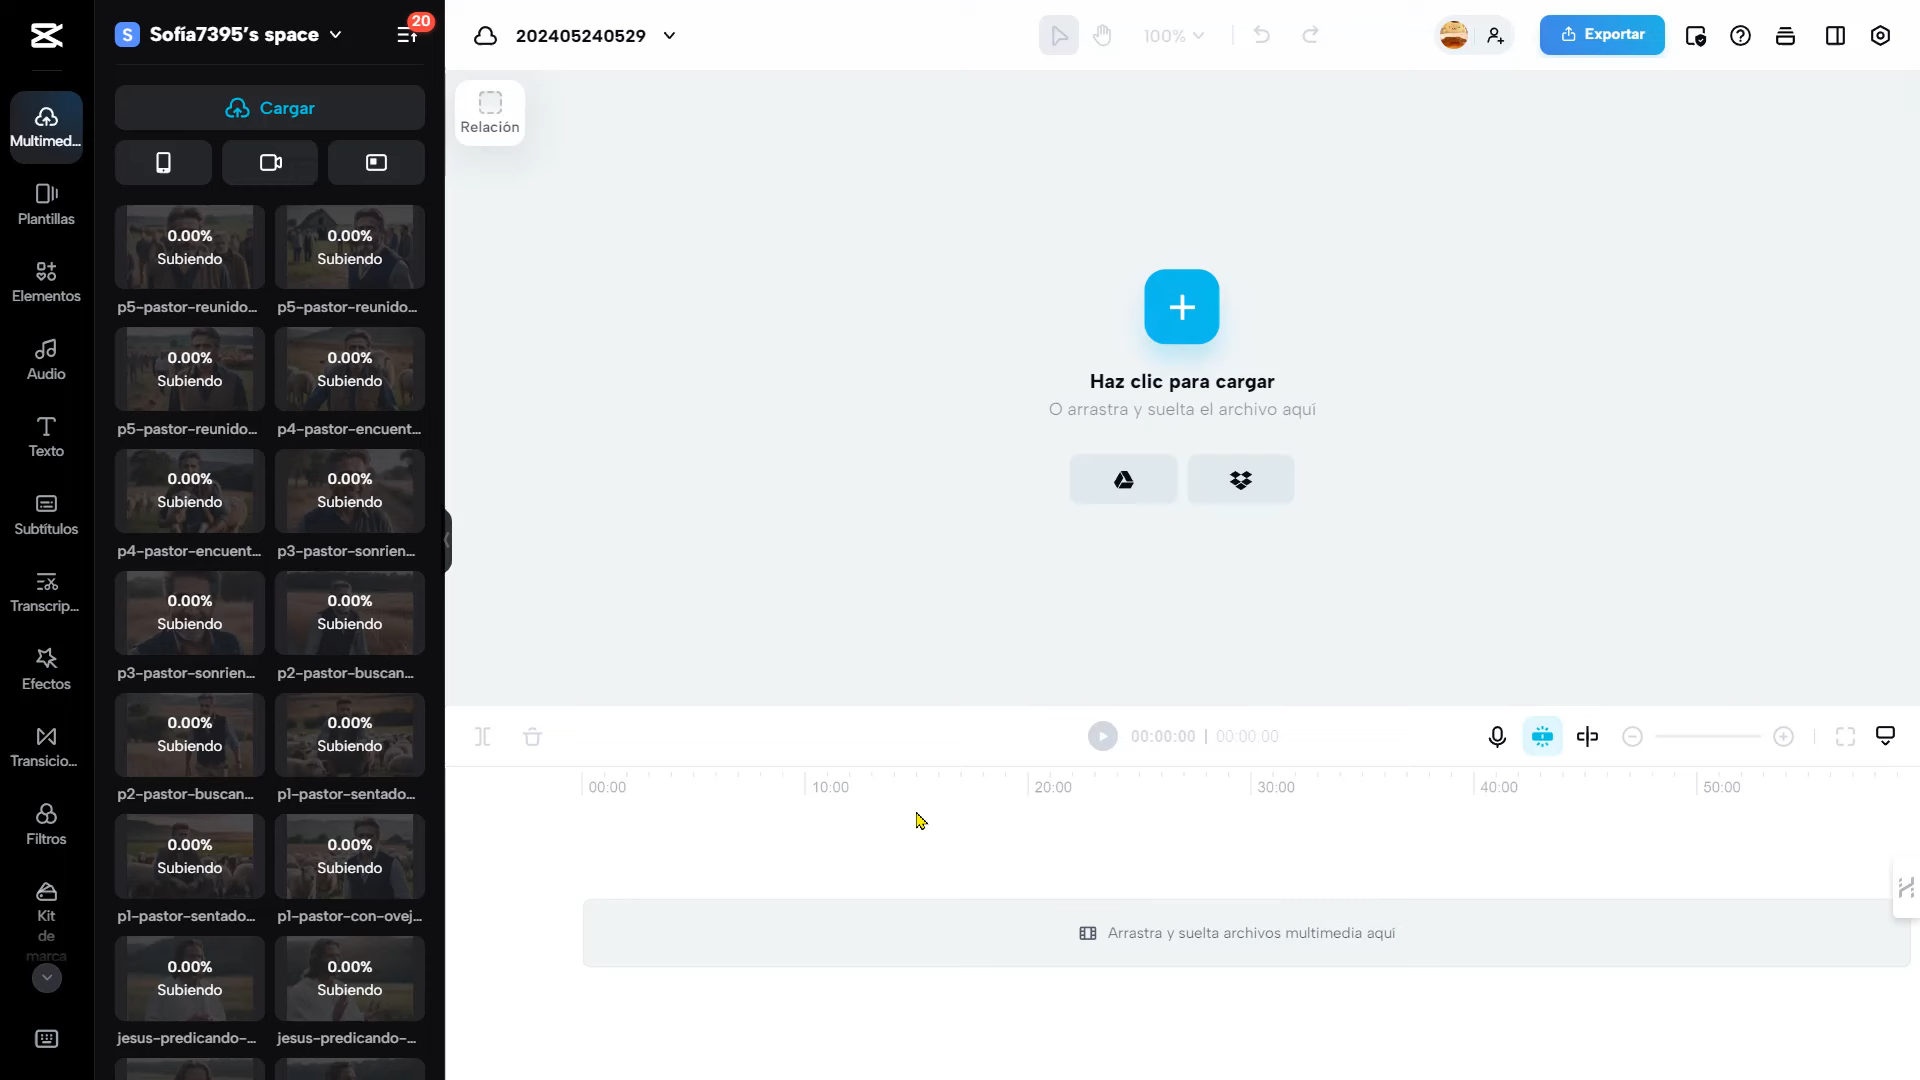 S Sofía7395's space
20
202405240529
100%
Exportar
Cargar
Relación
Multimed...
Plantillas
Elementos
Audio
Texto
Subtítulos
Transcrip...
Efectos
Transicio...
Filtros
Kit
de
marca
0.00%
Subiendo
0.00%
Subiendo
p5-pastor-reunido...
p5-pastor-reunido...
0.00%
Subiendo
0.00%
Subiendo
p5-pastor-reunido...
p4-pastor-encuent...
0.00%
Subiendo
0.00%
Subiendo
p4-pastor-encuent...
p3-pastor-sonrien...
0.00%
Subiendo
0.00%
Subiendo
p3-pastor-sonrien...
p2-pastor-buscan...
0.00%
Subiendo
0.00%
Subiendo
p2-pastor-buscan...
p1-pastor-sentado...
0.00%
Subiendo
0.00%
Subiendo
p1-pastor-sentado...
p1-pastor-con-ovej...
0.00%
Subiendo
0.00%
Subiendo
jesus-predicando-...
jesus-predicando-...
Haz clic para cargar
O arrastra y suelta el archivo aquí
00:00:00 | 00:00:00
00:00
10:00
20:00
30:00
40:00
50:00
Arrastra y suelta archivos multimedia aquí